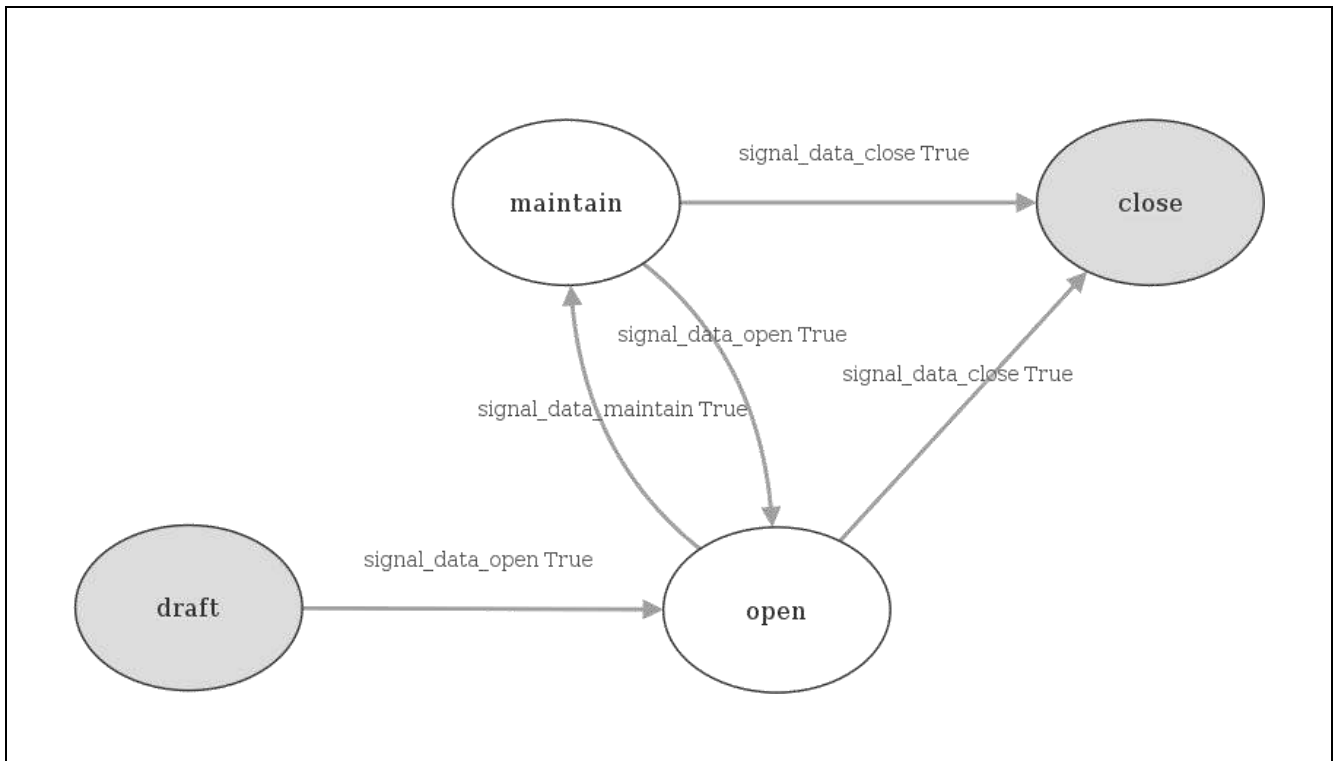 signal_data_close True
maintain
close
signal_data_open True
signal_data_close True
signal_data_maintain True
signal_data_open True
draft
open